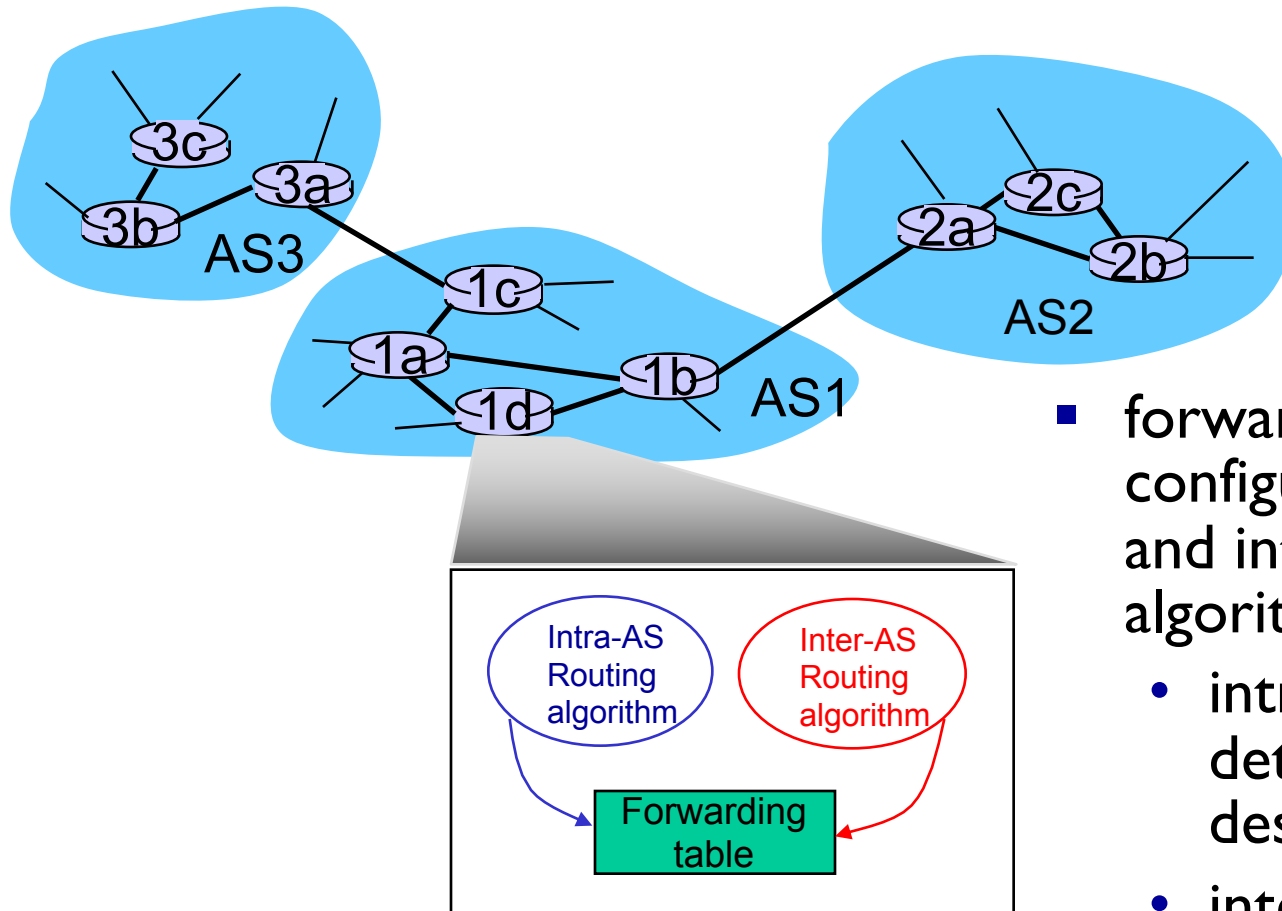 3c
3a
3b
AS3
2c
2a
2b
AS2
1c
1a
1b
1d
AS1
Intra-AS
Routing
algorithm
Inter-AS
Routing
algorithm
Forwarding
table